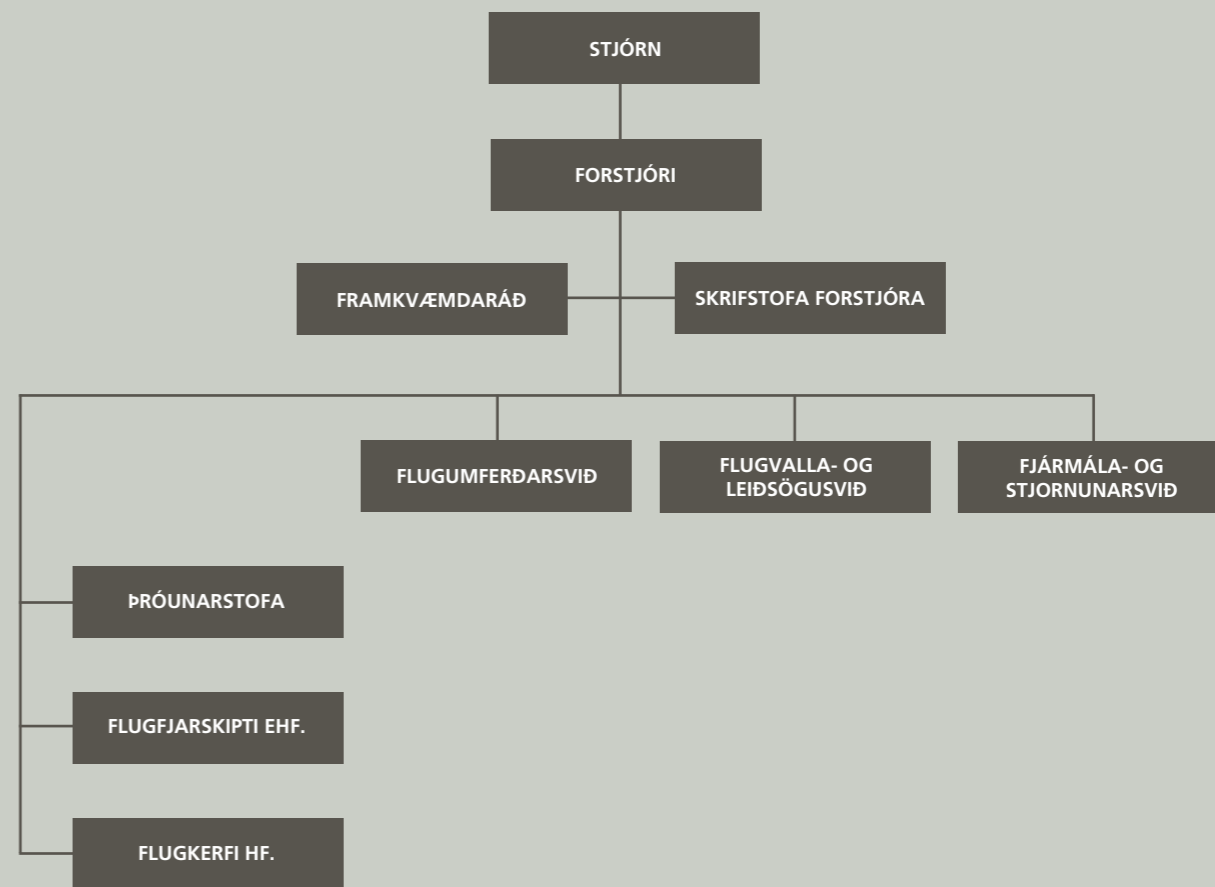 STJÓRN
FORSTJÓRI
FRAMKVÆMDARÁÐ
SKRIFSTOFA FORSTJÓRA
FLUGUMFERÐARSVIÐ
FLUGVALLA- OG
LEIÐSÖGUSVIÐ
FJÁRMÁLA- OG
STJORNUNARSVIÐ
ÞRÓUNARSTOFA
FLUGFJARSKIPTI EHF.
FLUGKERFI HF.